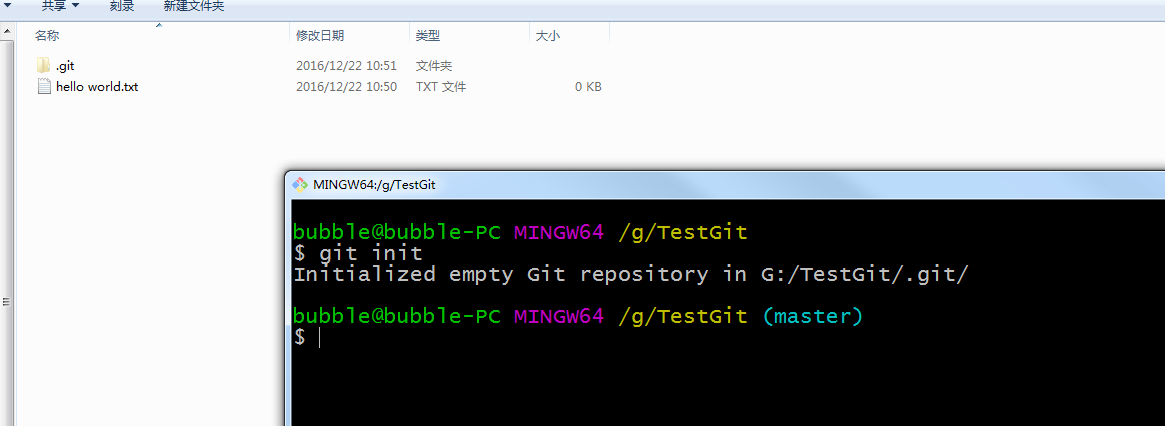 共享 刻录 新建文件夹
名称 修改日期 类型 大小
.git 2016/12/22 10:51 文件夹
hello world.txt 2016/12/22 10:50 TXT 文件 0 KB
MINGW64:/g/TestGit
bubble@bubble-PC MINGW64 /g/TestGit
$ git init
Initialized empty Git repository in G:/TestGit/.git/
bubble@bubble-PC MINGW64 /g/TestGit (master)
$